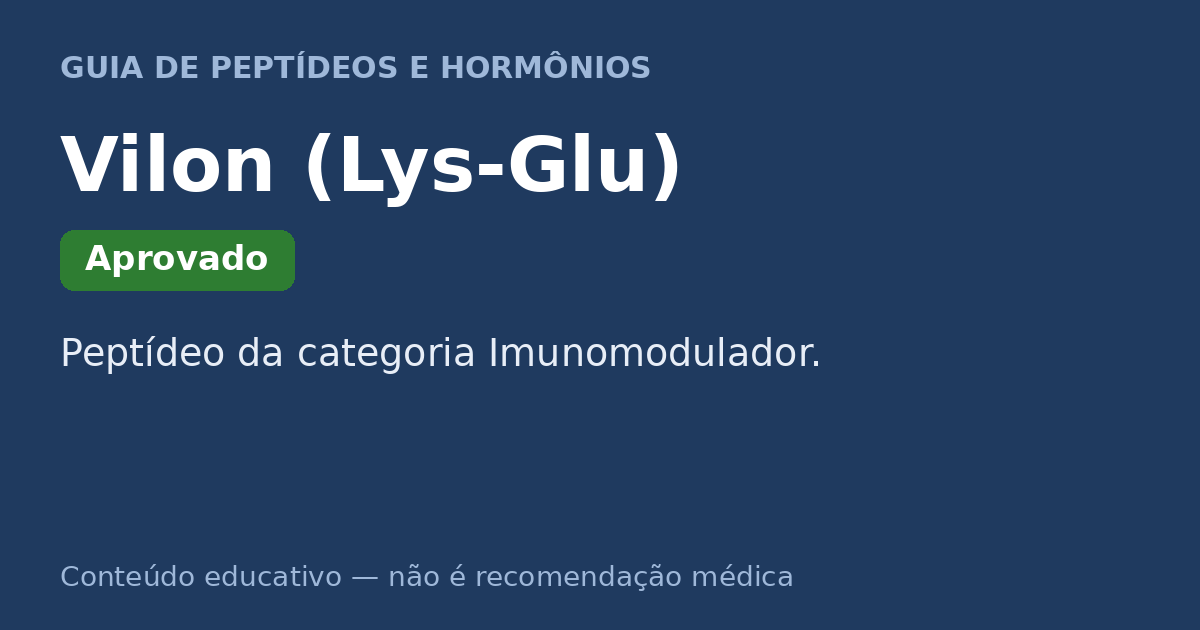 GUIA DE PEPTÍDEOS E HORMÔNIOS
Vilon (Lys-Glu)
Aprovado
Peptídeo da categoria Imunomodulador.
Conteúdo educativo — não é recomendação médica